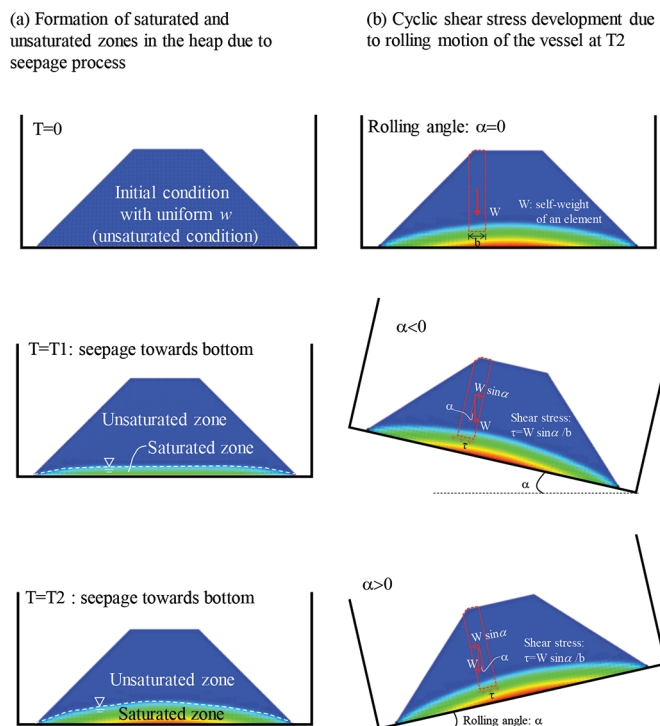 (a) Formation of saturated and
unsaturated zones in the heap due to
seepage process
(b) Cyclic shear stress development due
to rolling motion of the vessel at T2
T=0
Initial condition
with uniform w
(unsaturated condition)
Rolling angle: α=0
W
W: self-weight
of an element
b
T=T1: seepage towards bottom
Unsaturated zone
Saturated zone
α<0
W sinα
α
W
Shear stress:
τ=W sinα /b
τ
α
T=T2 : seepage towards bottom
Unsaturated zone
Saturated zone
α>0
W sinα
W
α
Shear stress:
τ=W sinα /b
τ
Rolling angle: α